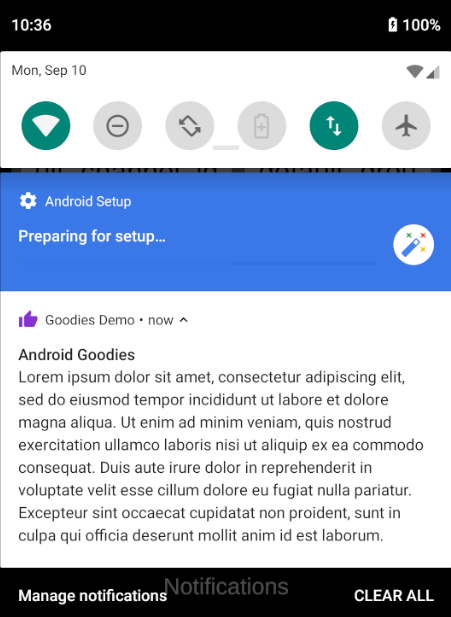 10:36 100%
Mon, Sep 10
Android Setup
Preparing for setup…
Goodies Demo • now
Android Goodies
Lorem ipsum dolor sit amet, consectetur adipiscing elit,
sed do eiusmod tempor incididunt ut labore et dolore
magna aliqua. Ut enim ad minim veniam, quis nostrud
exercitation ullamco laboris nisi ut aliquip ex ea commodo
consequat. Duis aute irure dolor in reprehenderit in
voluptate velit esse cillum dolore eu fugiat nulla pariatur.
Excepteur sint occaecat cupidatat non proident, sunt in
culpa qui officia deserunt mollit anim id est laborum.
Notifications
Manage notifications CLEAR ALL